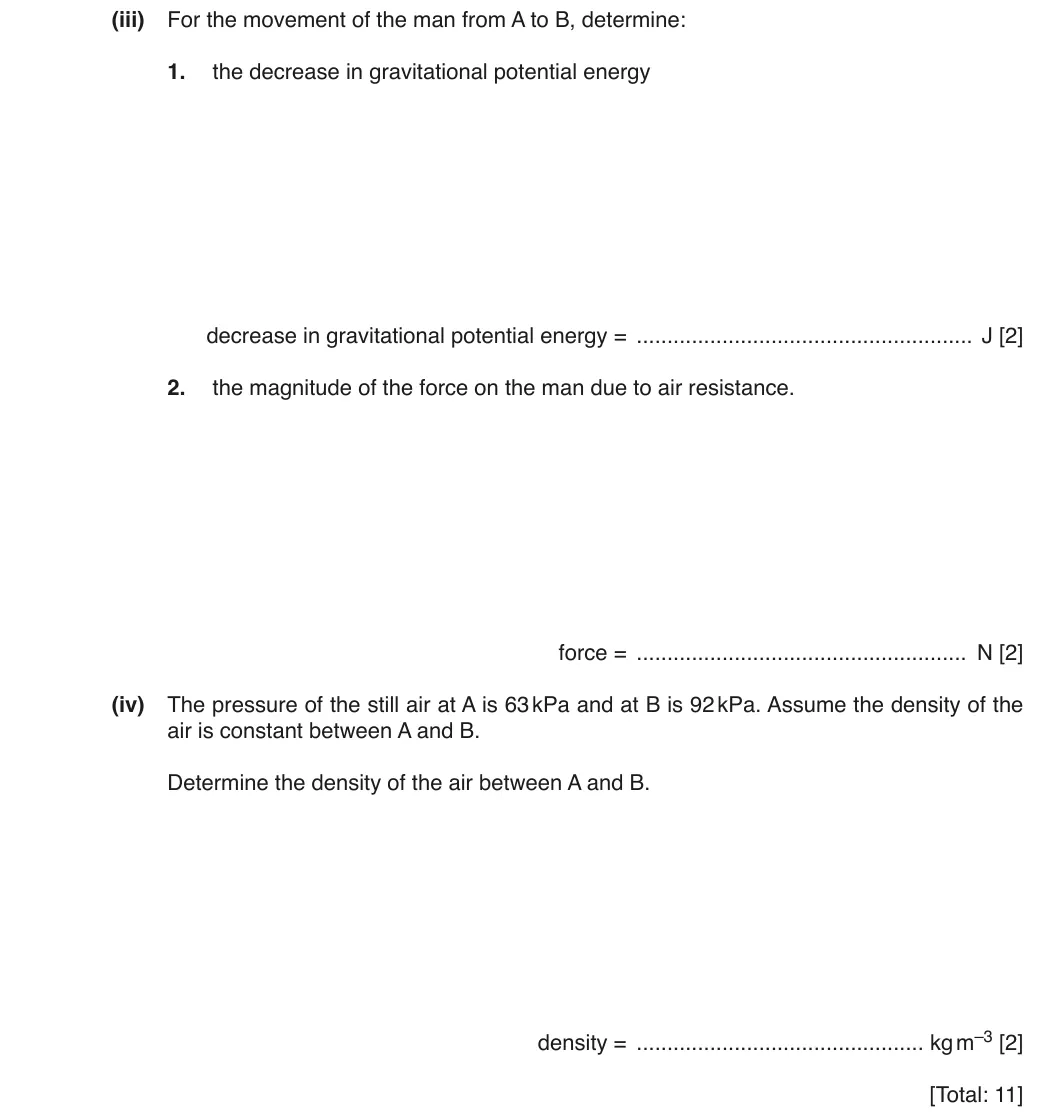 (iii) For the movement of the man from A to B, determine:
1. the decrease in gravitational potential energy
decrease in gravitational potential energy = ....................................................... J [2]
2. the magnitude of the force on the man due to air resistance.
force = ...................................................... N [2]
(iv) The pressure of the still air at A is 63 kPa and at B is 92 kPa. Assume the density of the
air is constant between A and B.
Determine the density of the air between A and B.
density = ............................................... kg m⁻³ [2]
[Total: 11]